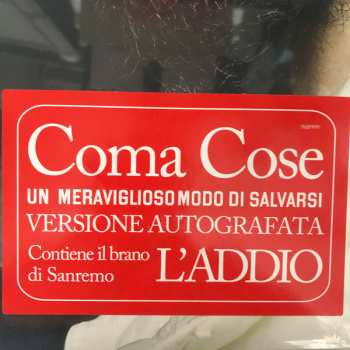 Coma Cose
UN MERAVIGLIOSO MODO DI SALVARSI
VERSIONE AUTOGRAFATA
Contiene il brano
di Sanremo
L'ADDIO